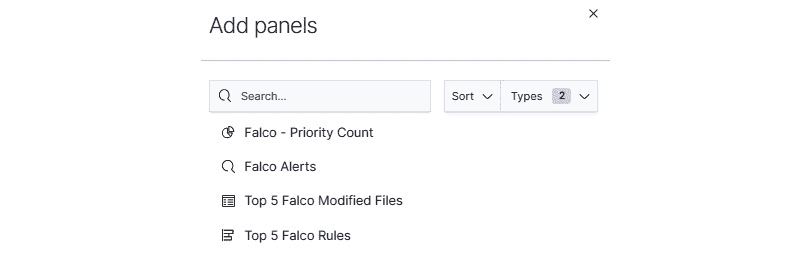 Add panels
Search...
Sort Types 2
Falco - Priority Count
Falco Alerts
Top 5 Falco Modified Files
Top 5 Falco Rules